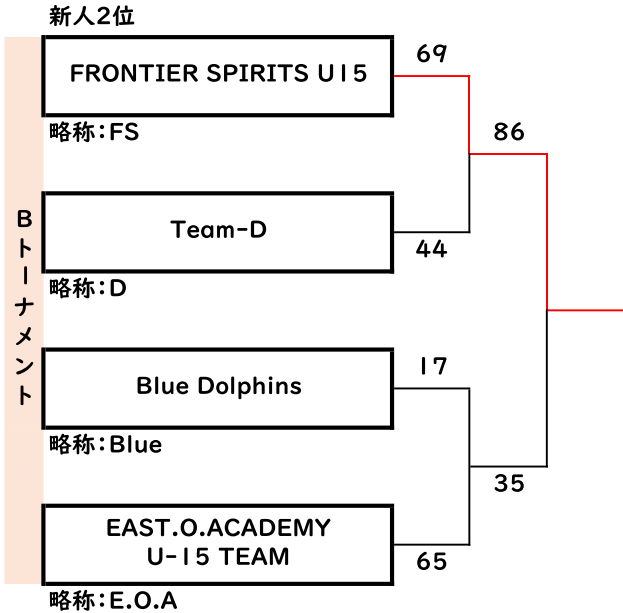 新人2位
FRONTIER SPIRITS U15
69
略称:FS
86
Bトーナメント
Team-D
44
略称:D
17
Blue Dolphins
略称:Blue
35
EAST.O.ACADEMY
U-15 TEAM
65
略称:E.O.A